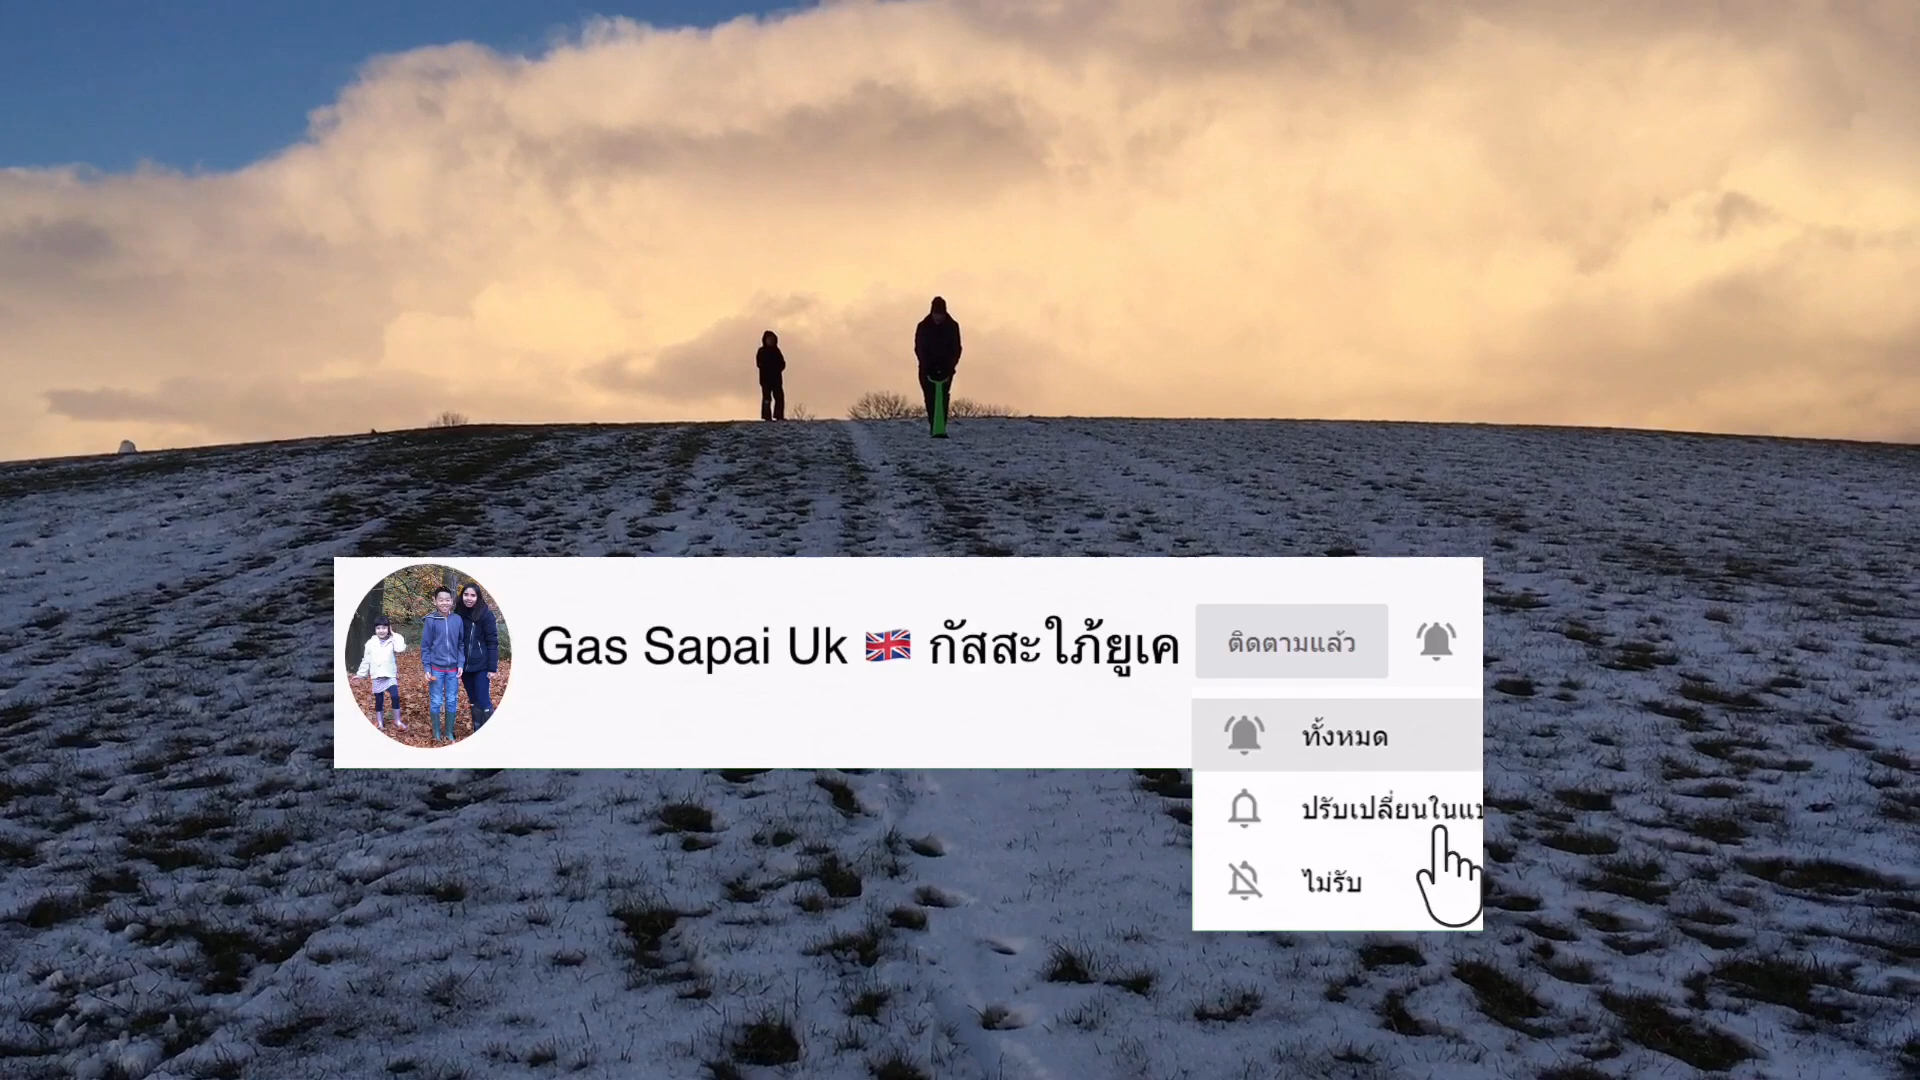 Gas Sapai Uk 🇬🇧 กัสสะใภ้ยูเค
ติดตามแล้ว
ทั้งหมด
ปรับเปลี่ยนในแบ
ไม่รับ